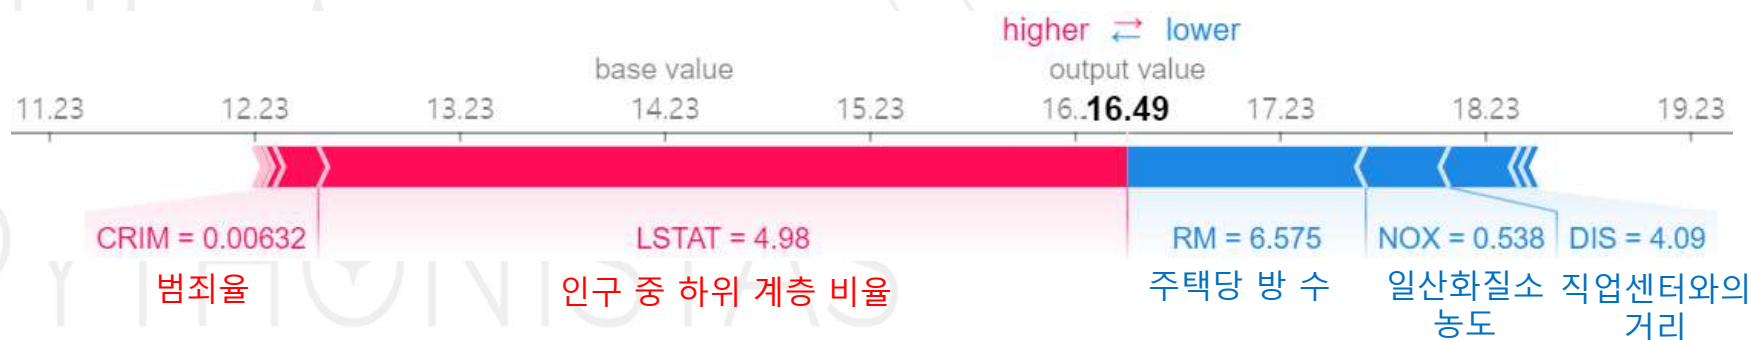 higher ⇄ lower
base value output value
11.23 12.23 13.23 14.23 15.23 16.. 16.49 17.23 18.23 19.23
CRIM = 0.00632 LSTAT = 4.98 RM = 6.575 NOX = 0.538 DIS = 4.09
범죄율 인구 중 하위 계층 비율 주택당 방 수 일산화질소 직업센터와의
농도 거리
PYTHONISTAS